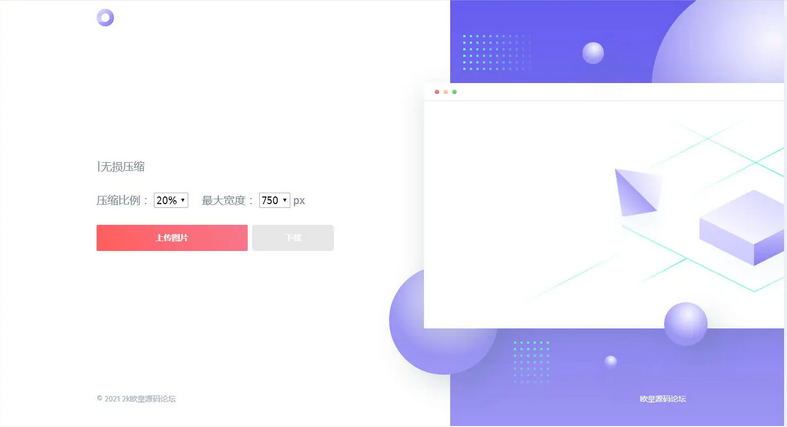 |无损压缩
压缩比例： 20% 最大宽度： 750 px
上传图片 下载
© 2021 2k欧皇源码论坛
欧皇源码论坛